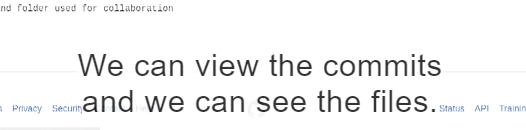 nd folder used for collaboration
We can view the commits
Privacy Security and we can see the files. Status API